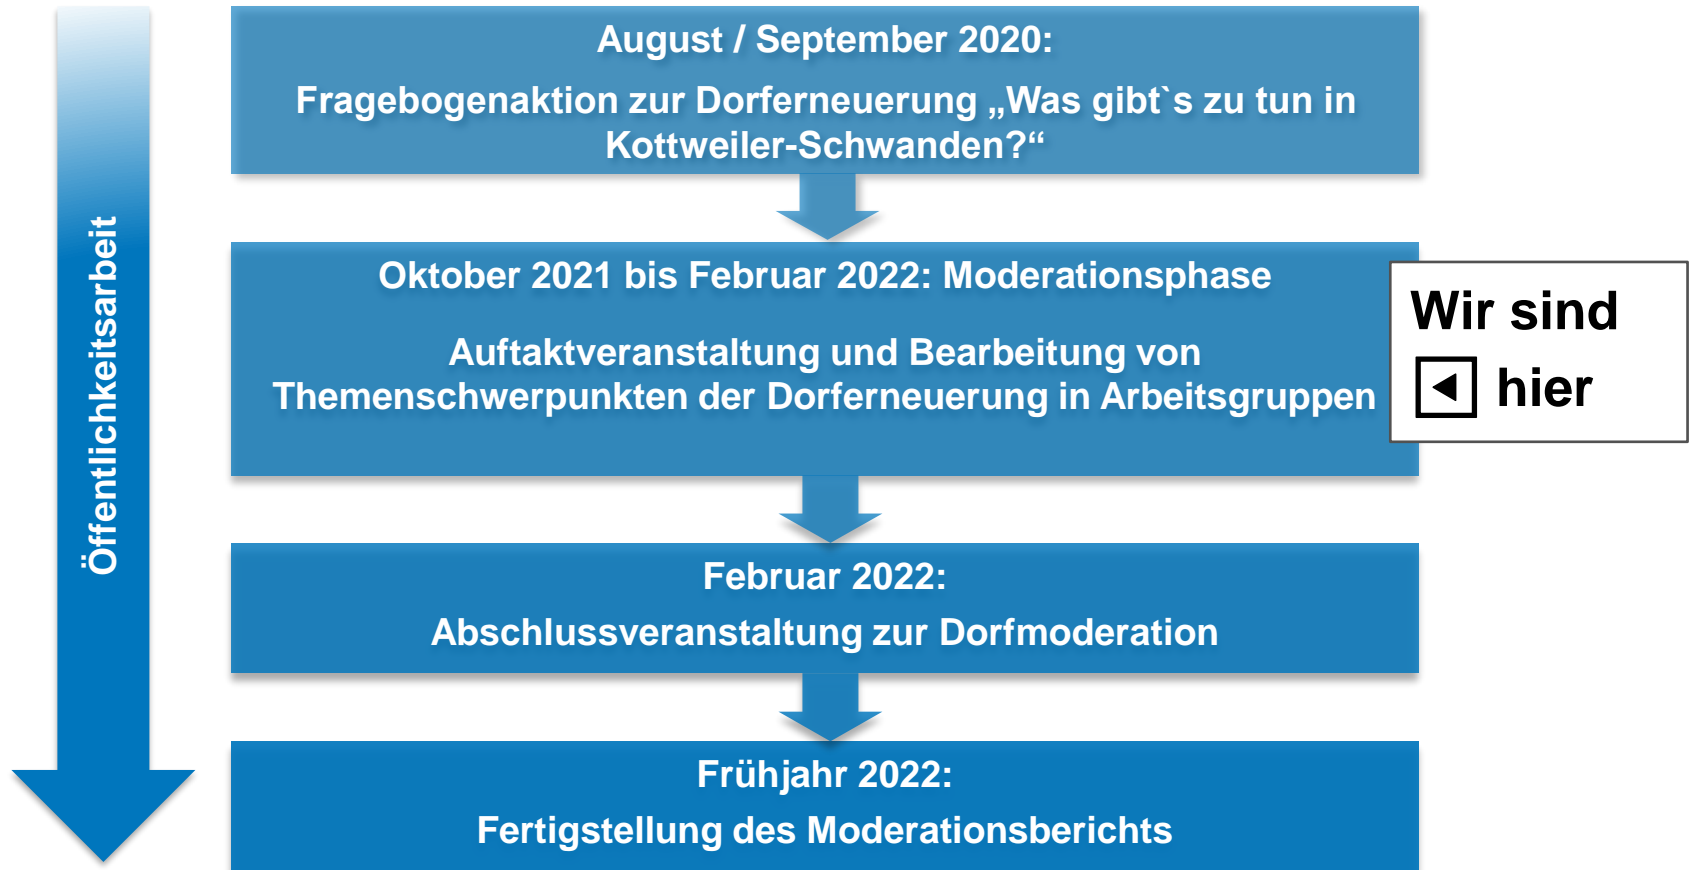 August / September 2020:
Fragebogenaktion zur Dorferneuerung „Was gibt`s zu tun in
Kottweiler-Schwanden?“
Öffentlichkeitsarbeit
Oktober 2021 bis Februar 2022: Moderationsphase
Auftaktveranstaltung und Bearbeitung von
Themenschwerpunkten der Dorferneuerung in Arbeitsgruppen
Wir sind
hier
Februar 2022:
Abschlussveranstaltung zur Dorfmoderation
Frühjahr 2022:
Fertigstellung des Moderationsberichts